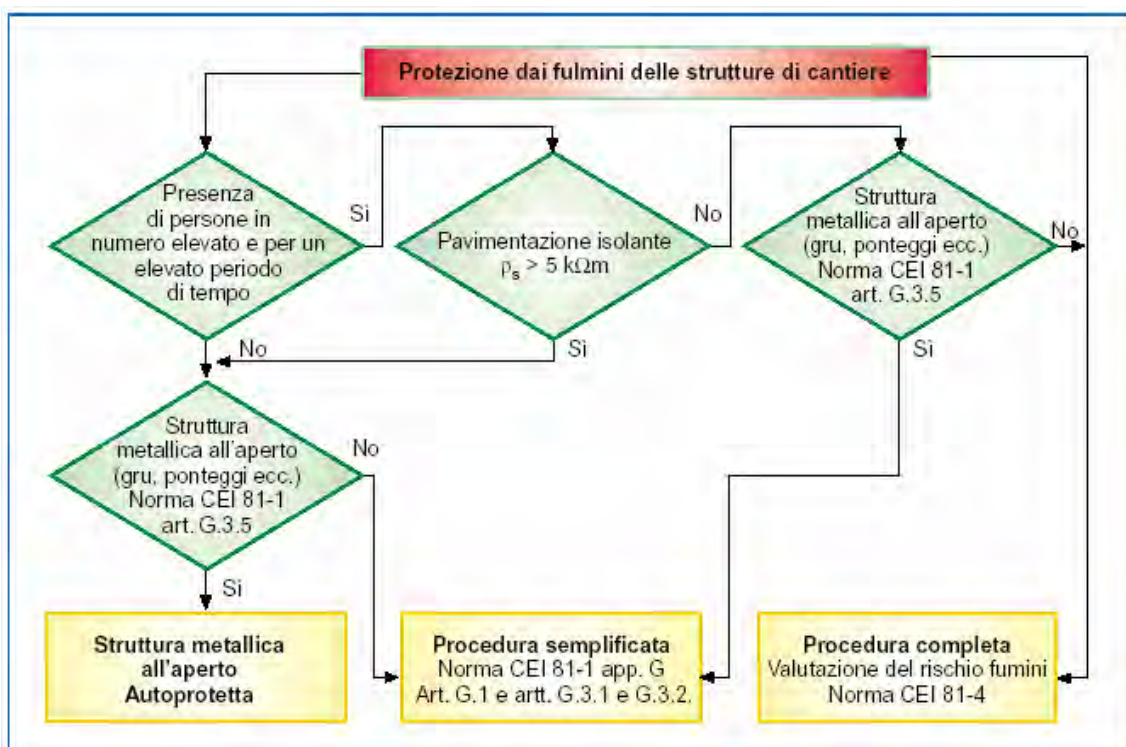 Protezione dai fulmini delle strutture di cantiere
Presenza
di persone in
numero elevato e per un
elevato periodo
di tempo
Sì
Pavimentazione isolante
ρs > 5 kΩm
No
Struttura
metallica all'aperto
(gru, ponteggi ecc.)
Norma CEI 81-1
art. G.3.5
No
No
Sì
Sì
Struttura
metallica all'aperto
(gru, ponteggi ecc.)
Norma CEI 81-1
art. G.3.5
No
Sì
Struttura metallica
all'aperto
Autoprotetta
Procedura semplificata
Norma CEI 81-1 app. G
Art. G.1 e artt. G.3.1 e G.3.2.
Procedura completa
Valutazione del rischio fumini
Norma CEI 81-4